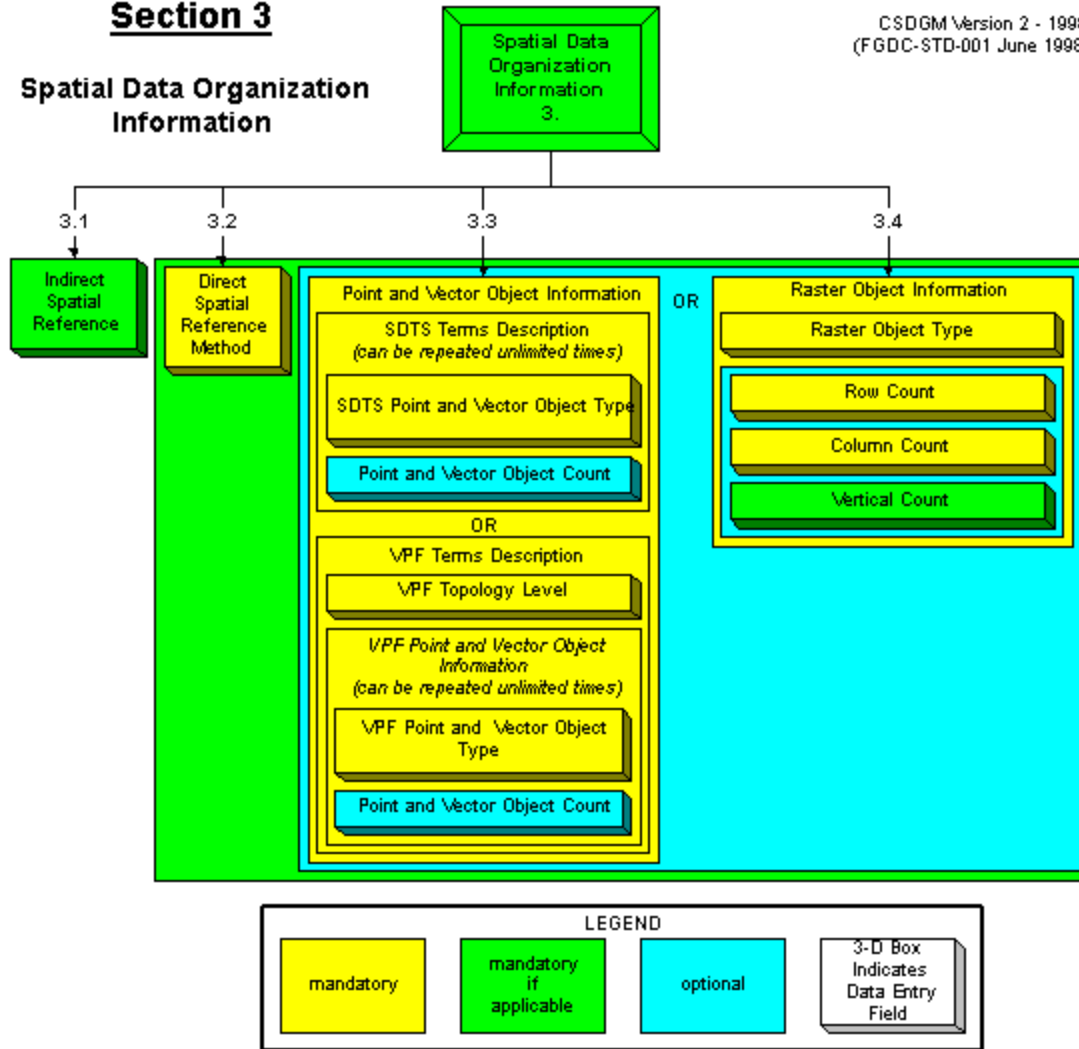 Section 3
Spatial Data Organization
Information
CSDGM Version 2 - 1998
(FGDC-STD-001 June 1998
Spatial Data
Organization
Information
3.
3.1
3.2
3.3
3.4
Indirect
Spatial
Reference
Direct
Spatial
Reference
Method
Point and Vector Object Information
SDTS Terms Description
(can be repeated unlimited times)
SDTS Point and Vector Object Type
Point and Vector Object Count
OR
VPF Terms Description
VPF Topology Level
VPF Point and Vector Object
Information
(can be repeated unlimited times)
VPF Point and Vector Object
Type
Point and Vector Object Count
OR
Raster Object Information
Raster Object Type
Row Count
Column Count
Vertical Count
LEGEND
mandatory
mandatory
if
applicable
optional
3-D Box
Indicates
Data Entry
Field